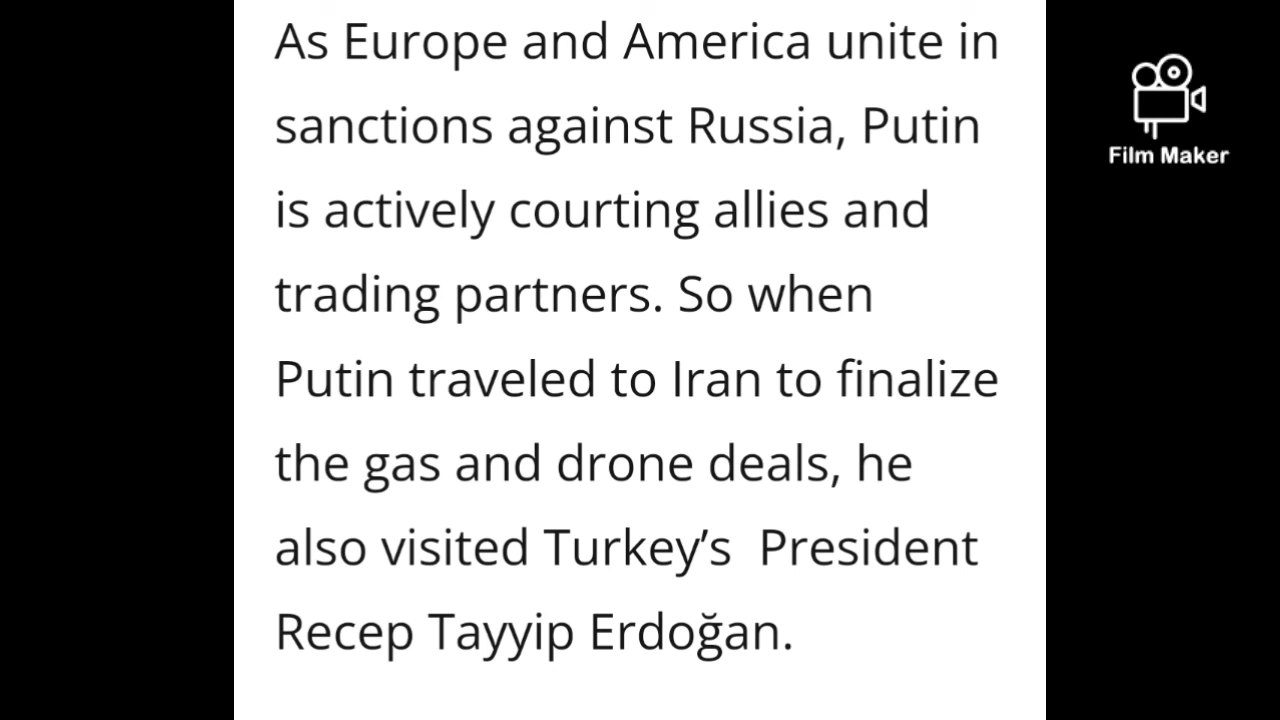 As Europe and America unite in
sanctions against Russia, Putin
is actively courting allies and
trading partners. So when
Putin traveled to Iran to finalize
the gas and drone deals, he
also visited Turkey’s  President
Recep Tayyip Erdoğan.
Film Maker